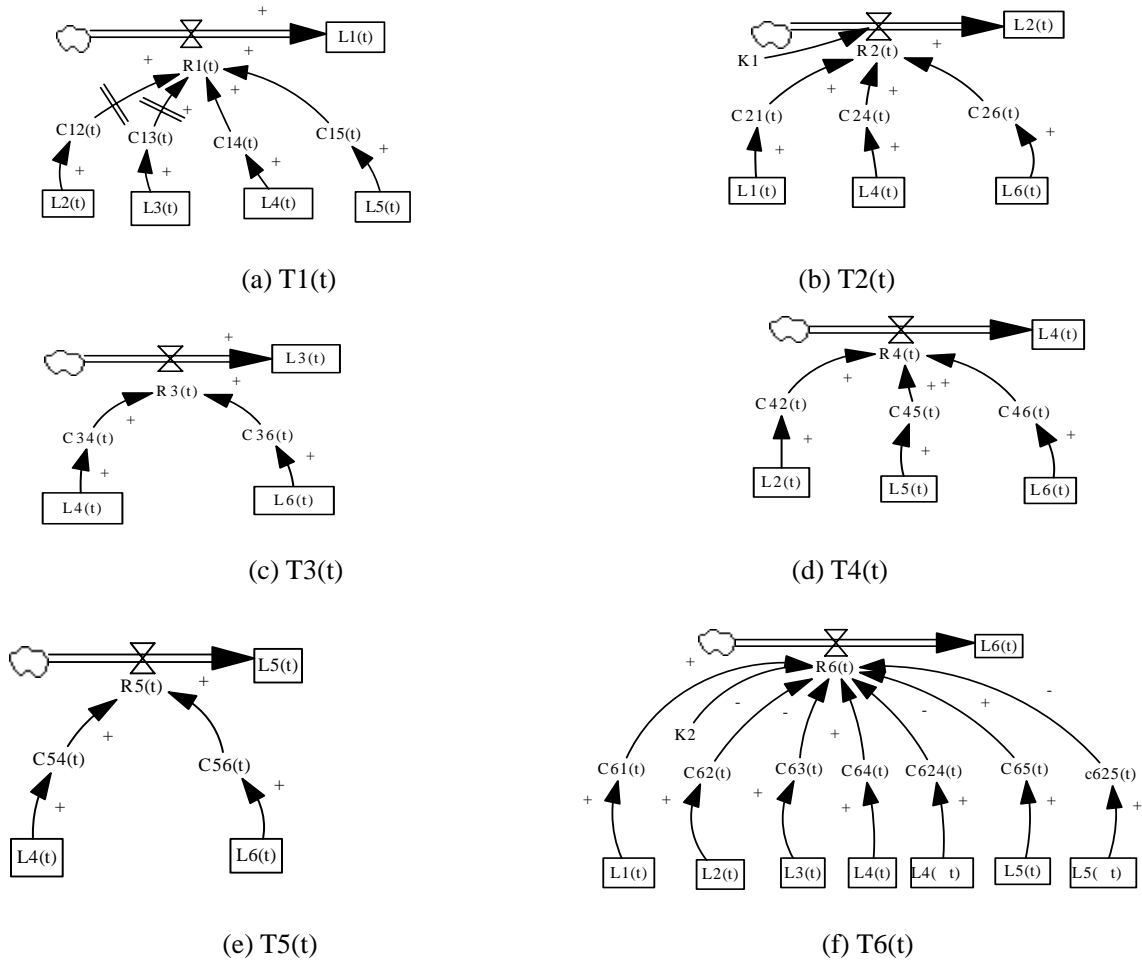 +
L1(t)
+ +
R1(t)
+
+
C12(t) C13(t) C14(t) C15(t)
+ + + +
L2(t) L3(t) L4(t) L5(t)
(a) T1(t)
L2(t)
K1 R2(t) +
+ +
C21(t) C24(t) C26(t)
+ + +
L1(t) L4(t) L6(t)
(b) T2(t)
+
L3(t)
R3(t) +
+
C34(t) C36(t)
+ +
L4(t) L6(t)
(c) T3(t)
L4(t)
R4(t)
+ + +
C42(t) C45(t) C46(t)
+ + +
L2(t) L5(t) L6(t)
(d) T4(t)
L5(t)
R5(t) +
+
C54(t) C56(t)
+ +
L4(t) L6(t)
(e) T5(t)
L6(t)
+ R6(t) -
- - - +
K2 +
C61(t) C62(t) C63(t) C64(t) C624(t) C65(t) c625(t)
+ + + + + + +
L1(t) L2(t) L3(t) L4(t) L4( t) L5(t) L5( t)
(f) T6(t)